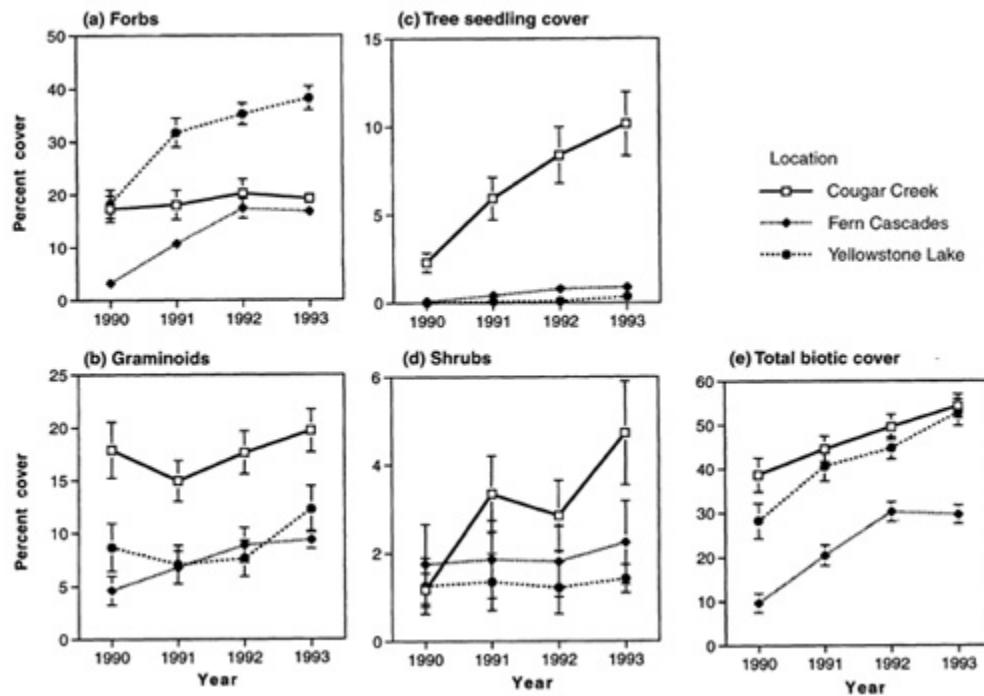 (a) Forbs
Percent cover
50
40
30
20
10
0
1990 1991 1992 1993
(c) Tree seedling cover
15
10
5
0
1990 1991 1992 1993
Location
Cougar Creek
Fern Cascades
Yellowstone Lake
(b) Graminoids
Percent cover
25
20
15
10
5
0
1990 1991 1992 1993
Year
(d) Shrubs
6
4
2
0
1990 1991 1992 1993
Year
(e) Total biotic cover
60
50
40
30
20
10
0
1990 1991 1992 1993
Year